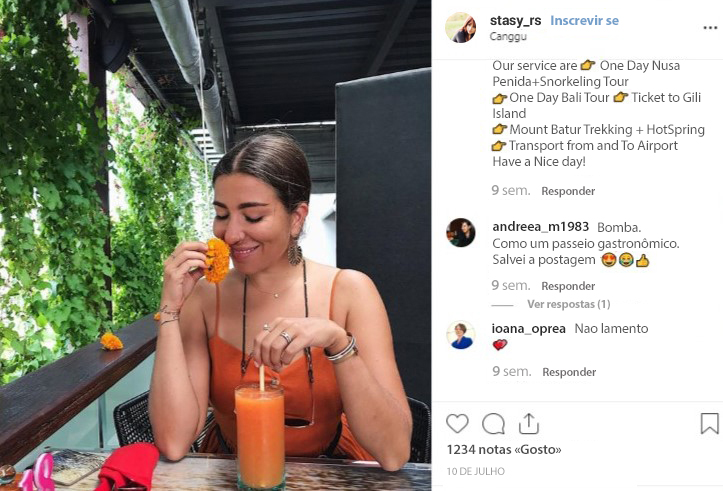 stasy_rs Inscrever se
Canggu
Our service are 👉 One Day Nusa
Penida+Snorkeling Tour
👉 One Day Bali Tour 👉 Ticket to Gili
Island
👉 Mount Batur Trekking + HotSpring
👉 Transport from and To Airport
Have a Nice day!
9 sem. Responder
andreea_m1983 Bomba.
Como um passeio gastronômico.
Salvei a postagem 😍😂👍
9 sem. Responder
Ver respostas (1)
ioana_oprea Nao lamento
💕
9 sem. Responder
1234 notas «Gosto»
10 DE JULHO